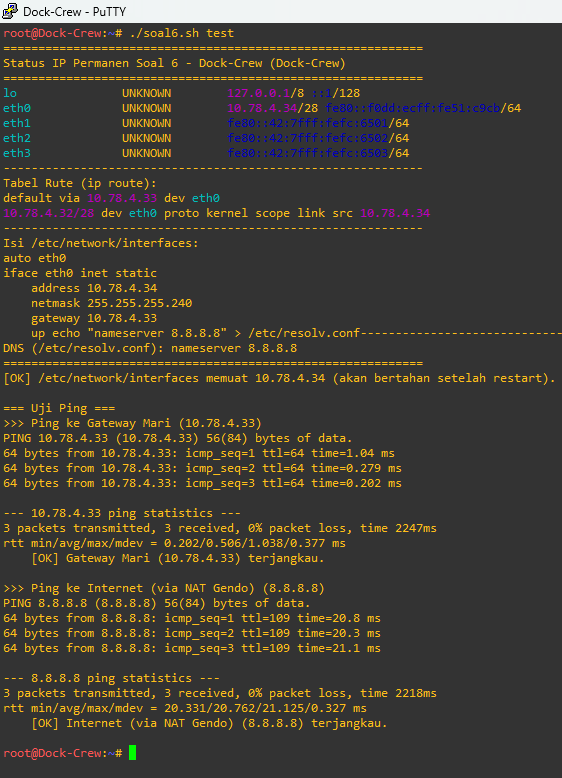 Dock-Crew - PuTTY
root@Dock-Crew:~# ./soal6.sh test
============================================================
Status IP Permanen Soal 6 - Dock-Crew (Dock-Crew)
============================================================
lo               UNKNOWN        127.0.0.1/8 ::1/128
eth0             UNKNOWN        10.78.4.34/28 fe80::f0dd:ecff:fe51:c9cb/64
eth1             UNKNOWN        fe80::42:7fff:fefc:6501/64
eth2             UNKNOWN        fe80::42:7fff:fefc:6502/64
eth3             UNKNOWN        fe80::42:7fff:fefc:6503/64
------------------------------------------------------------
Tabel Rute (ip route):
default via 10.78.4.33 dev eth0
10.78.4.32/28 dev eth0 proto kernel scope link src 10.78.4.34
------------------------------------------------------------
Isi /etc/network/interfaces:
auto eth0
iface eth0 inet static
    address 10.78.4.34
    netmask 255.255.255.240
    gateway 10.78.4.33
    up echo "nameserver 8.8.8.8" > /etc/resolv.conf-----------------------------
DNS (/etc/resolv.conf): nameserver 8.8.8.8
============================================================
[OK] /etc/network/interfaces memuat 10.78.4.34 (akan bertahan setelah restart).
=== Uji Ping ===
>>> Ping ke Gateway Mari (10.78.4.33)
PING 10.78.4.33 (10.78.4.33) 56(84) bytes of data.
64 bytes from 10.78.4.33: icmp_seq=1 ttl=64 time=1.04 ms
64 bytes from 10.78.4.33: icmp_seq=2 ttl=64 time=0.279 ms
64 bytes from 10.78.4.33: icmp_seq=3 ttl=64 time=0.202 ms
--- 10.78.4.33 ping statistics ---
3 packets transmitted, 3 received, 0% packet loss, time 2247ms
rtt min/avg/max/mdev = 0.202/0.506/1.038/0.377 ms
    [OK] Gateway Mari (10.78.4.33) terjangkau.
>>> Ping ke Internet (via NAT Gendo) (8.8.8.8)
PING 8.8.8.8 (8.8.8.8) 56(84) bytes of data.
64 bytes from 8.8.8.8: icmp_seq=1 ttl=109 time=20.8 ms
64 bytes from 8.8.8.8: icmp_seq=2 ttl=109 time=20.3 ms
64 bytes from 8.8.8.8: icmp_seq=3 ttl=109 time=21.1 ms
--- 8.8.8.8 ping statistics ---
3 packets transmitted, 3 received, 0% packet loss, time 2218ms
rtt min/avg/max/mdev = 20.331/20.762/21.125/0.327 ms
    [OK] Internet (via NAT Gendo) (8.8.8.8) terjangkau.
root@Dock-Crew:~#